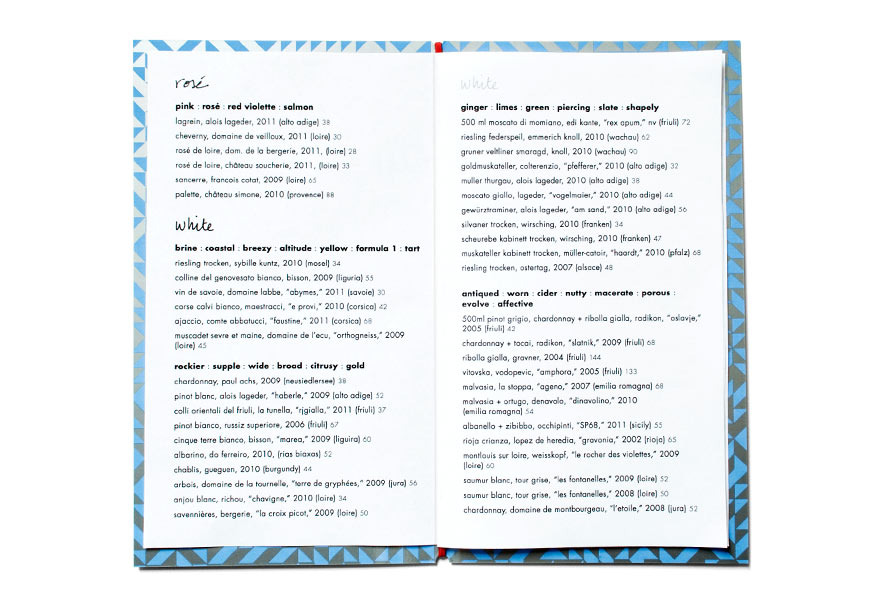 rosé
pink : rosé : red violette : salmon
lagrein, alois lageder, 2011 (alto adige) 38
cheverny, domaine de veilloux, 2011 (loire) 30
rosé de loire, dom. de la bergerie, 2011, (loire) 28
rosé de loire, château soucherie, 2011, (loire) 33
sancerre, francois cotat, 2009 (loire) 65
palette, château simone, 2010 (provence) 88
white
brine : coastal : breezy : altitude : yellow : formula 1 : tart
riesling trocken, sybille kuntz, 2010 (mosel) 34
colline del genovesato bianco, bisson, 2009 (liguria) 55
vin de savoie, domaine labbe, "abymes," 2011 (savoie) 30
corse calvi bianco, maestracci, "e provi," 2010 (corsica) 42
ajaccio, comte abbatucci, "faustine," 2011 (corsica) 68
muscadet sevre et maine, domaine de l'ecu, "orthogneiss," 2009
(loire) 45
rockier : supple : wide : broad : citrusy : gold
chardonnay, paul achs, 2009 (neusiedlersee) 38
pinot blanc, alois lageder, "haberle," 2009 (alto adige) 52
colli orientali del friuli, la tunella, "rjgialla," 2011 (friuli) 37
pinot bianco, russiz superiore, 2006 (friuli) 67
cinque terre bianco, bisson, "marea," 2009 (liguira) 60
albarino, do ferreiro, 2010, (rias biaxas) 52
chablis, gueguen, 2010 (burgundy) 44
arbois, domaine de la tournelle, "terre de gryphées," 2009 (jura) 56
anjou blanc, richou, "chavigne," 2010 (loire) 34
savennières, bergerie, "la croix picot," 2009 (loire) 50
white
ginger : limes : green : piercing : slate : shapely
500 ml moscato di momiano, edi kante, "rex apum," nv (friuli) 72
riesling federspeil, emmerich knoll, 2010 (wachau) 62
gruner veltliner smaragd, knoll, 2010 (wachau) 90
goldmuskateller, colterenzio, "pfefferer," 2010 (alto adige) 32
muller thurgau, alois lageder, 2010 (alto adige) 38
moscato giallo, lageder, "vogelmaier," 2010 (alto adige) 44
gewürztraminer, alois lageder, "am sand," 2010 (alto adige) 56
silvaner trocken, wirsching, 2010 (franken) 34
scheurebe kabinett trocken, wirsching, 2010 (franken) 47
muskateller kabinett trocken, müller-catoir, "haardt," 2010 (pfalz) 68
riesling trocken, ostertag, 2007 (alsace) 48
antiqued : worn : cider : nutty : macerate : porous :
evolve : affective
500ml pinot grigio, chardonnay + ribolla gialla, radikon, "oslavje,"
2005 (friuli) 42
chardonnay + tocai, radikon, "slatnik," 2009 (friuli) 68
ribolla gialla, gravner, 2004 (friuli) 144
vitovska, vodopevic, "amphora," 2005 (friuli) 133
malvasia, la stoppa, "ageno," 2007 (emilia romagna) 68
malvasia + ortugo, denavolo, "dinavolino," 2010
(emilia romagna) 54
albanello + zibibbo, occhipinti, "SP68," 2011 (sicily) 55
rioja crianza, lopez de heredia, "gravonia," 2002 (rioja) 65
montlouis sur loire, weisskopf, "le rocher des violettes," 2009
(loire) 60
saumur blanc, tour grise, "les fontanelles," 2009 (loire) 52
saumur blanc, tour grise, "les fontanelles," 2008 (loire) 50
chardonnay, domaine de montbourgeau, "l'etoile," 2008 (jura) 52